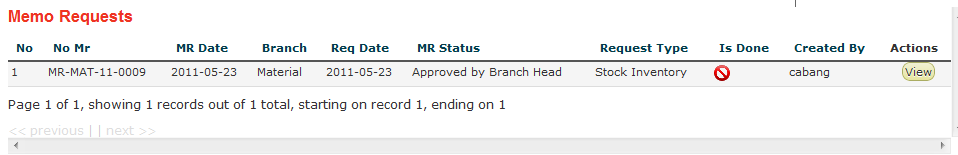 Memo Requests
No No Mr MR Date Branch Req Date MR Status Request Type Is Done Created By Actions
1 MR-MAT-11-0009 2011-05-23 Material 2011-05-23 Approved by Branch Head Stock Inventory cabang View
Page 1 of 1, showing 1 records out of 1 total, starting on record 1, ending on 1
<< previous | | next >>